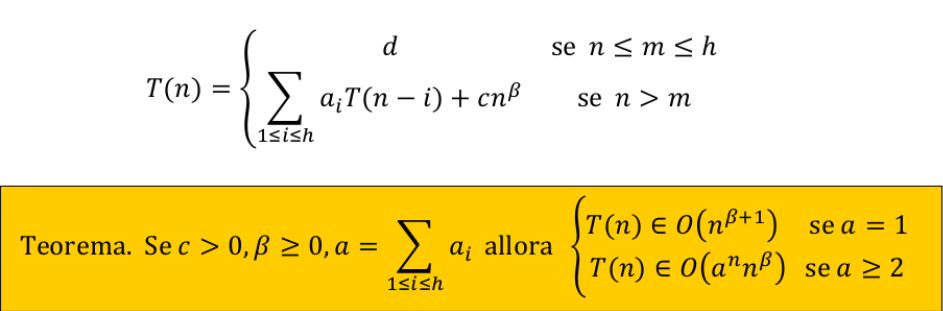 T(n) = { d se n ≤ m ≤ h
∑_{1≤i≤h} a_i T(n − i) + cn^β se n > m
Teorema. Se c > 0, β ≥ 0, a = ∑_{1≤i≤h} a_i allora { T(n) ∈ O(n^{β+1}) se a = 1
T(n) ∈ O(a^n n^β) se a ≥ 2